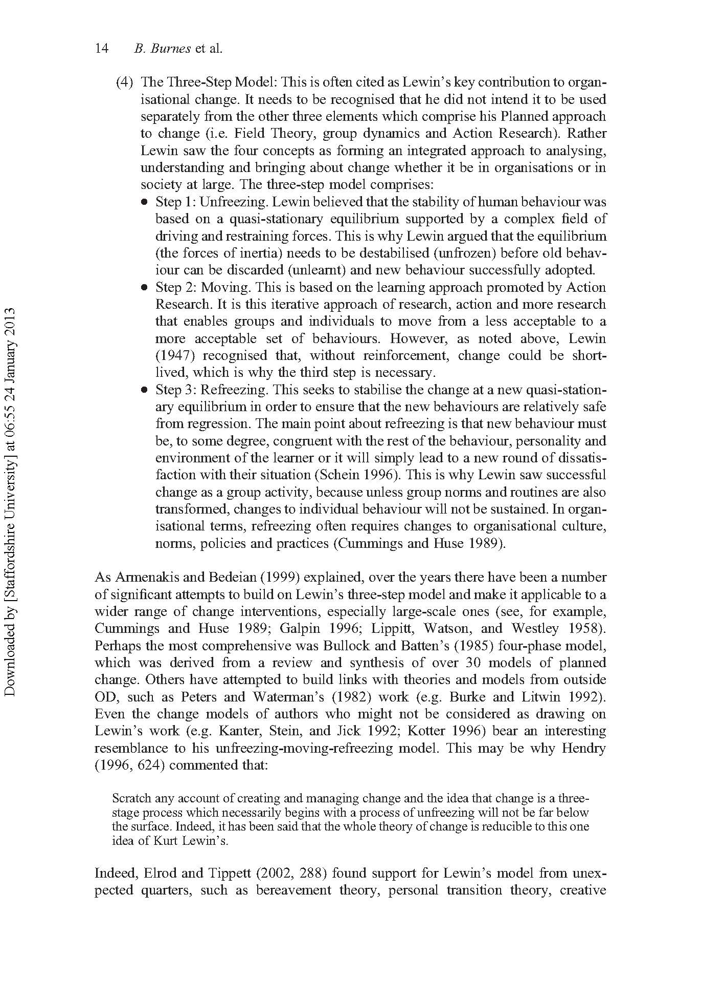 14 B. Burnes et al.
(4) The Three-Step Model: This is often cited as Lewin's key contribution to organ-
isational change. It needs to be recognised that he did not intend it to be used
separately from the other three elements which comprise his Planned approach
to change (i.e. Field Theory, group dynamics and Action Research). Rather
Lewin saw the four concepts as forming an integrated approach to analysing,
understanding and bringing about change whether it be in organisations or in
society at large. The three-step model comprises:
● Step 1: Unfreezing. Lewin believed that the stability of human behaviour was
based on a quasi-stationary equilibrium supported by a complex field of
driving and restraining forces. This is why Lewin argued that the equilibrium
(the forces of inertia) needs to be destabilised (unfrozen) before old behav-
iour can be discarded (unlearnt) and new behaviour successfully adopted.
● Step 2: Moving. This is based on the learning approach promoted by Action
Research. It is this iterative approach of research, action and more research
that enables groups and individuals to move from a less acceptable to a
more acceptable set of behaviours. However, as noted above, Lewin
(1947) recognised that, without reinforcement, change could be short-
lived, which is why the third step is necessary.
● Step 3: Refreezing. This seeks to stabilise the change at a new quasi-station-
ary equilibrium in order to ensure that the new behaviours are relatively safe
from regression. The main point about refreezing is that new behaviour must
be, to some degree, congruent with the rest of the behaviour, personality and
environment of the learner or it will simply lead to a new round of dissatis-
faction with their situation (Schein 1996). This is why Lewin saw successful
change as a group activity, because unless group norms and routines are also
transformed, changes to individual behaviour will not be sustained. In organ-
isational terms, refreezing often requires changes to organisational culture,
norms, policies and practices (Cummings and Huse 1989).
As Armenakis and Bedeian (1999) explained, over the years there have been a number
of significant attempts to build on Lewin's three-step model and make it applicable to a
wider range of change interventions, especially large-scale ones (see, for example,
Cummings and Huse 1989; Galpin 1996; Lippitt, Watson, and Westley 1958).
Perhaps the most comprehensive was Bullock and Batten's (1985) four-phase model,
which was derived from a review and synthesis of over 30 models of planned
change. Others have attempted to build links with theories and models from outside
OD, such as Peters and Waterman's (1982) work (e.g. Burke and Litwin 1992).
Even the change models of authors who might not be considered as drawing on
Lewin's work (e.g. Kanter, Stein, and Jick 1992; Kotter 1996) bear an interesting
resemblance to his unfreezing-moving-refreezing model. This may be why Hendry
(1996, 624) commented that:
Scratch any account of creating and managing change and the idea that change is a three-
stage process which necessarily begins with a process of unfreezing will not be far below
the surface. Indeed, it has been said that the whole theory of change is reducible to this one
idea of Kurt Lewin's.
Indeed, Elrod and Tippett (2002, 288) found support for Lewin's model from unex-
pected quarters, such as bereavement theory, personal transition theory, creative
Downloaded by [Staffordshire University] at 06:55 24 January 2013